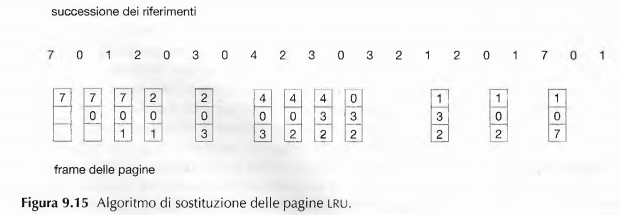 successione dei riferimenti
7 0 1 2 0 3 0 4 2 3 0 3 2 1 2 0 1 7 0 1
7 7 7 2 2 4 4 4 0 1 1 1
0 0 0 0 0 0 3 3 3 0 0
1 1 3 3 2 2 2 2 2 7
frame delle pagine
Figura 9.15 Algoritmo di sostituzione delle pagine LRU.